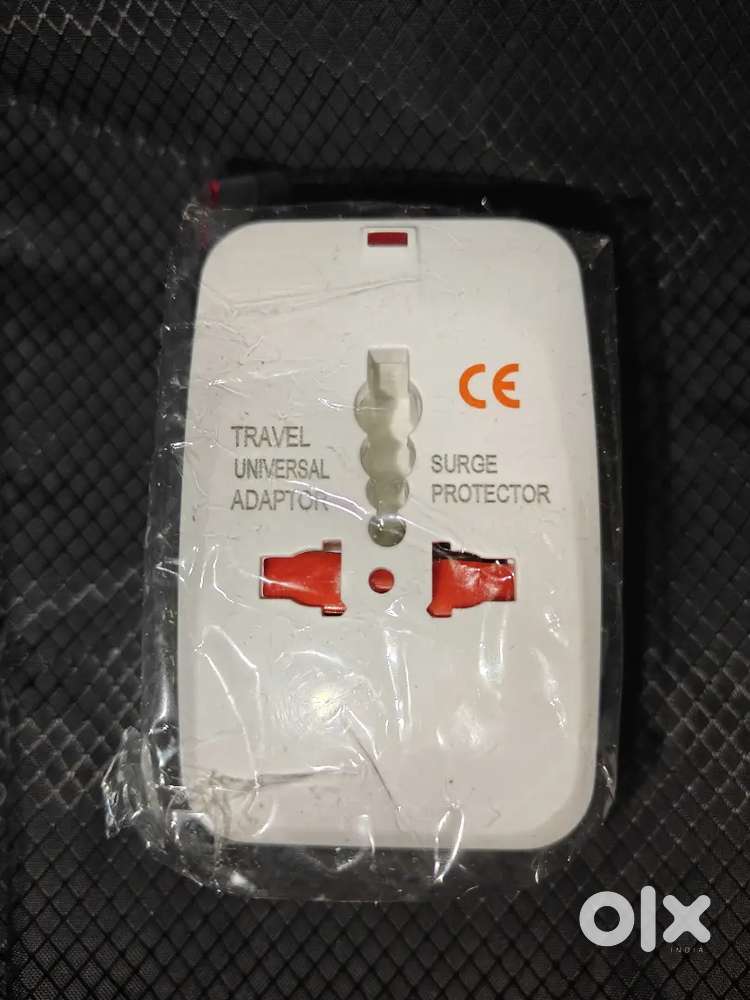 CE
TRAVEL
UNIVERSAL
ADAPTOR
SURGE
PROTECTOR
olx
INDIA